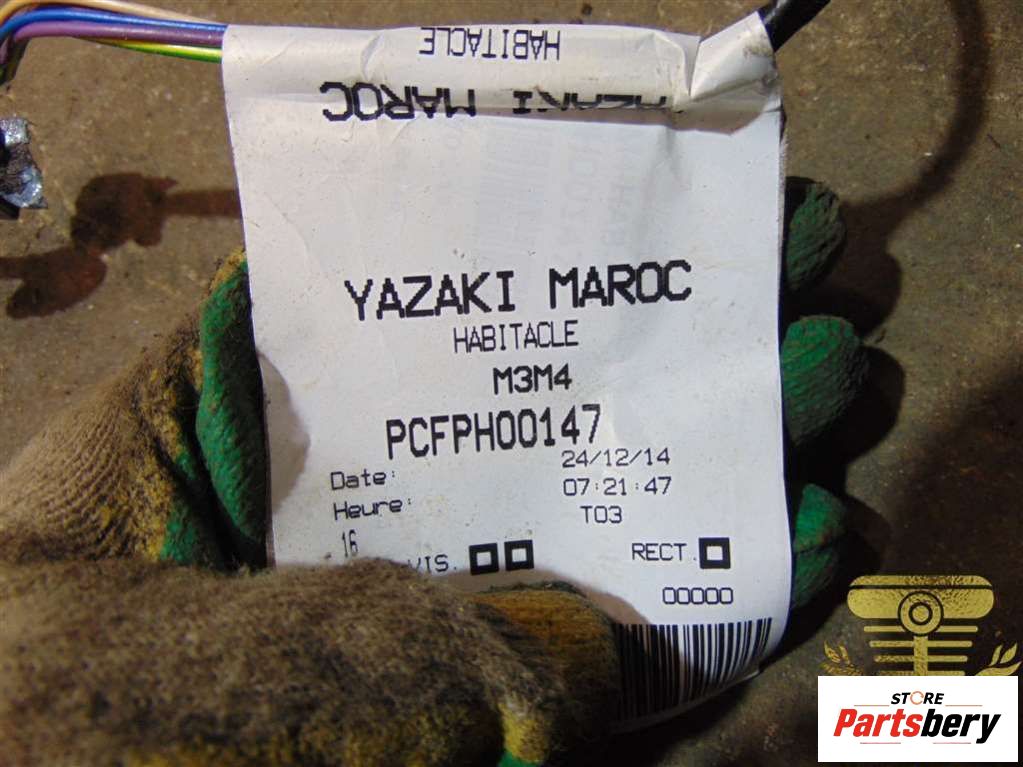 HABITACLE
MAROC
YAZAKI MAROC
HABITACLE
M3M4
PCFPH00147
Date: 24/12/14
Heure: 07:21:47
16 T03
VIS. RECT.
00000
STORE
Partsbery